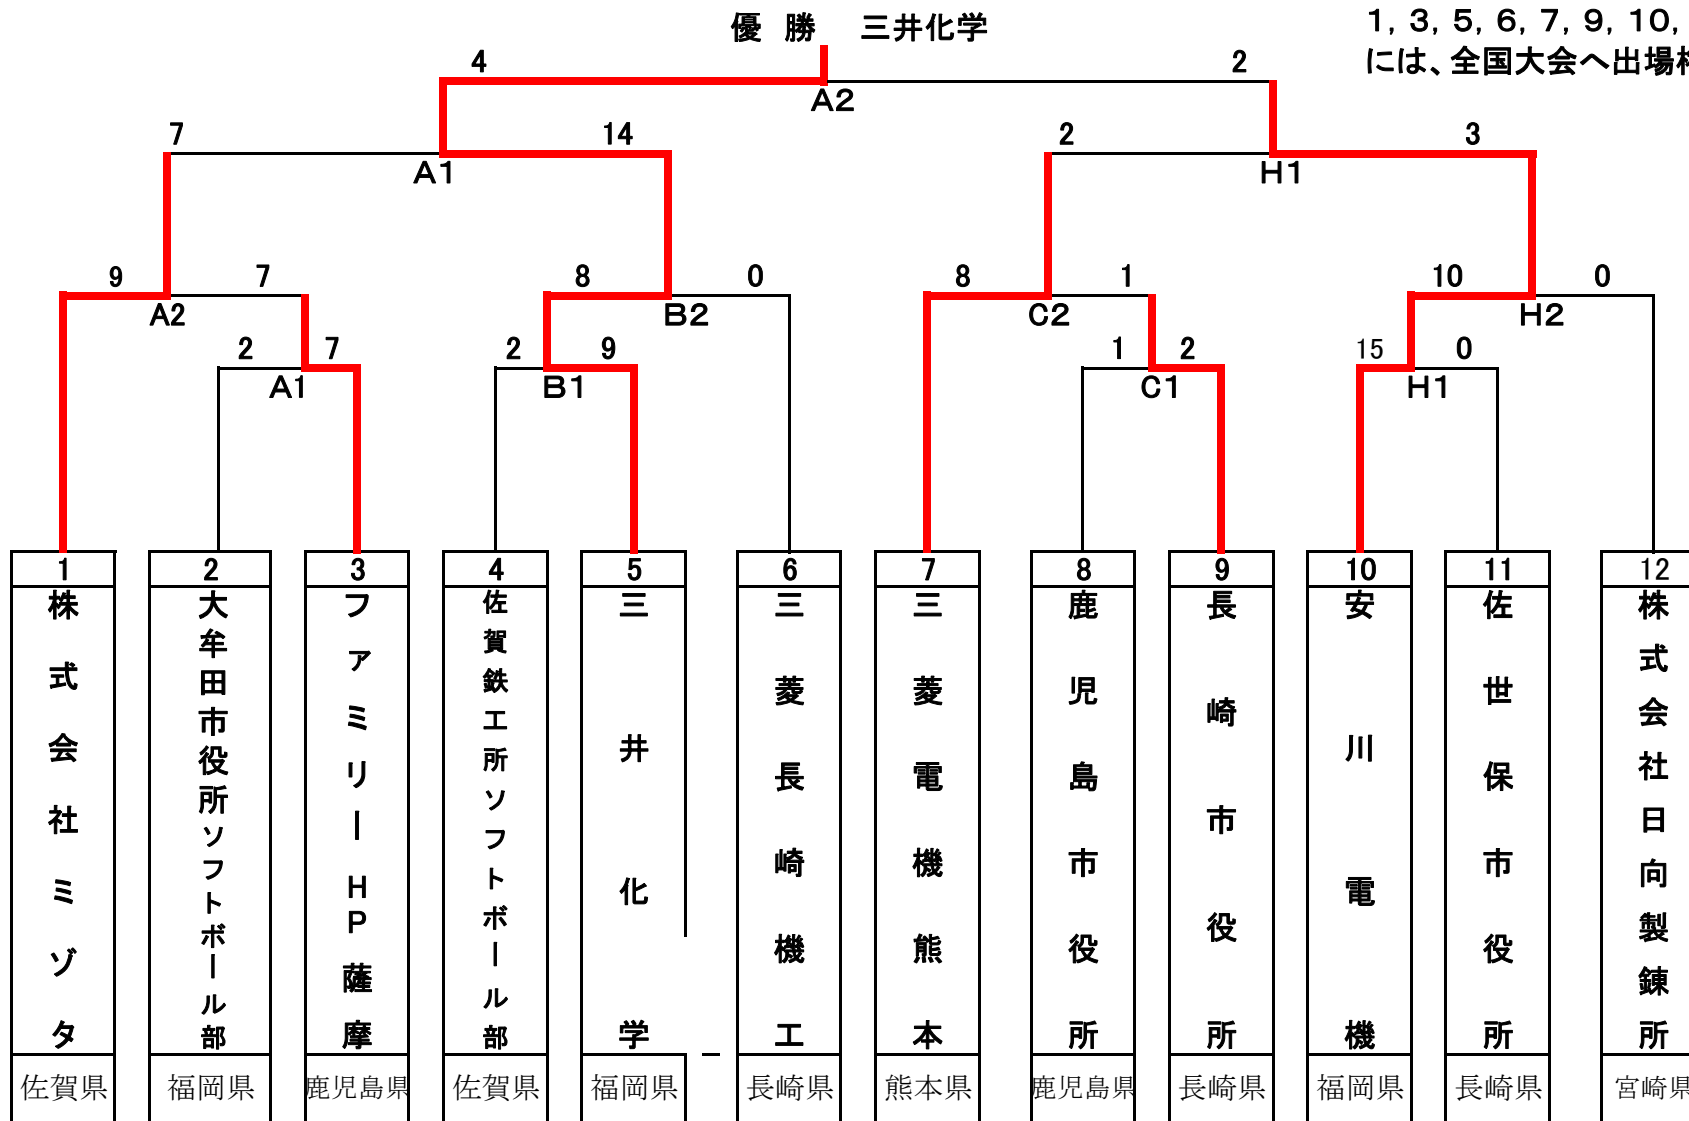 優 勝 三井化学
1, 3, 5, 6, 7, 9, 10,
には、全国大会へ出場
4 2
A2
7 14 2 3
A1 H1
9 7 8 0 8 1 10 0
A2 B2 C2 H2
2 7 2 9 1 2 15 0
A1 B1 C1 H1
1 2 3 4 5 6 7 8 9 10 11 12
株式会社ミゾタ
大牟田市役所ソフトボール部
ファミリーHP薩摩
佐賀鉄工所ソフトボール部
三井化学
三菱長崎機工
三菱電機熊本
鹿児島市役所
長崎市役所
安川電機
佐世保市役所
株式会社日向製錬所
佐賀県 福岡県 鹿児島県 佐賀県 福岡県 長崎県 熊本県 鹿児島県 長崎県 福岡県 長崎県 宮崎県